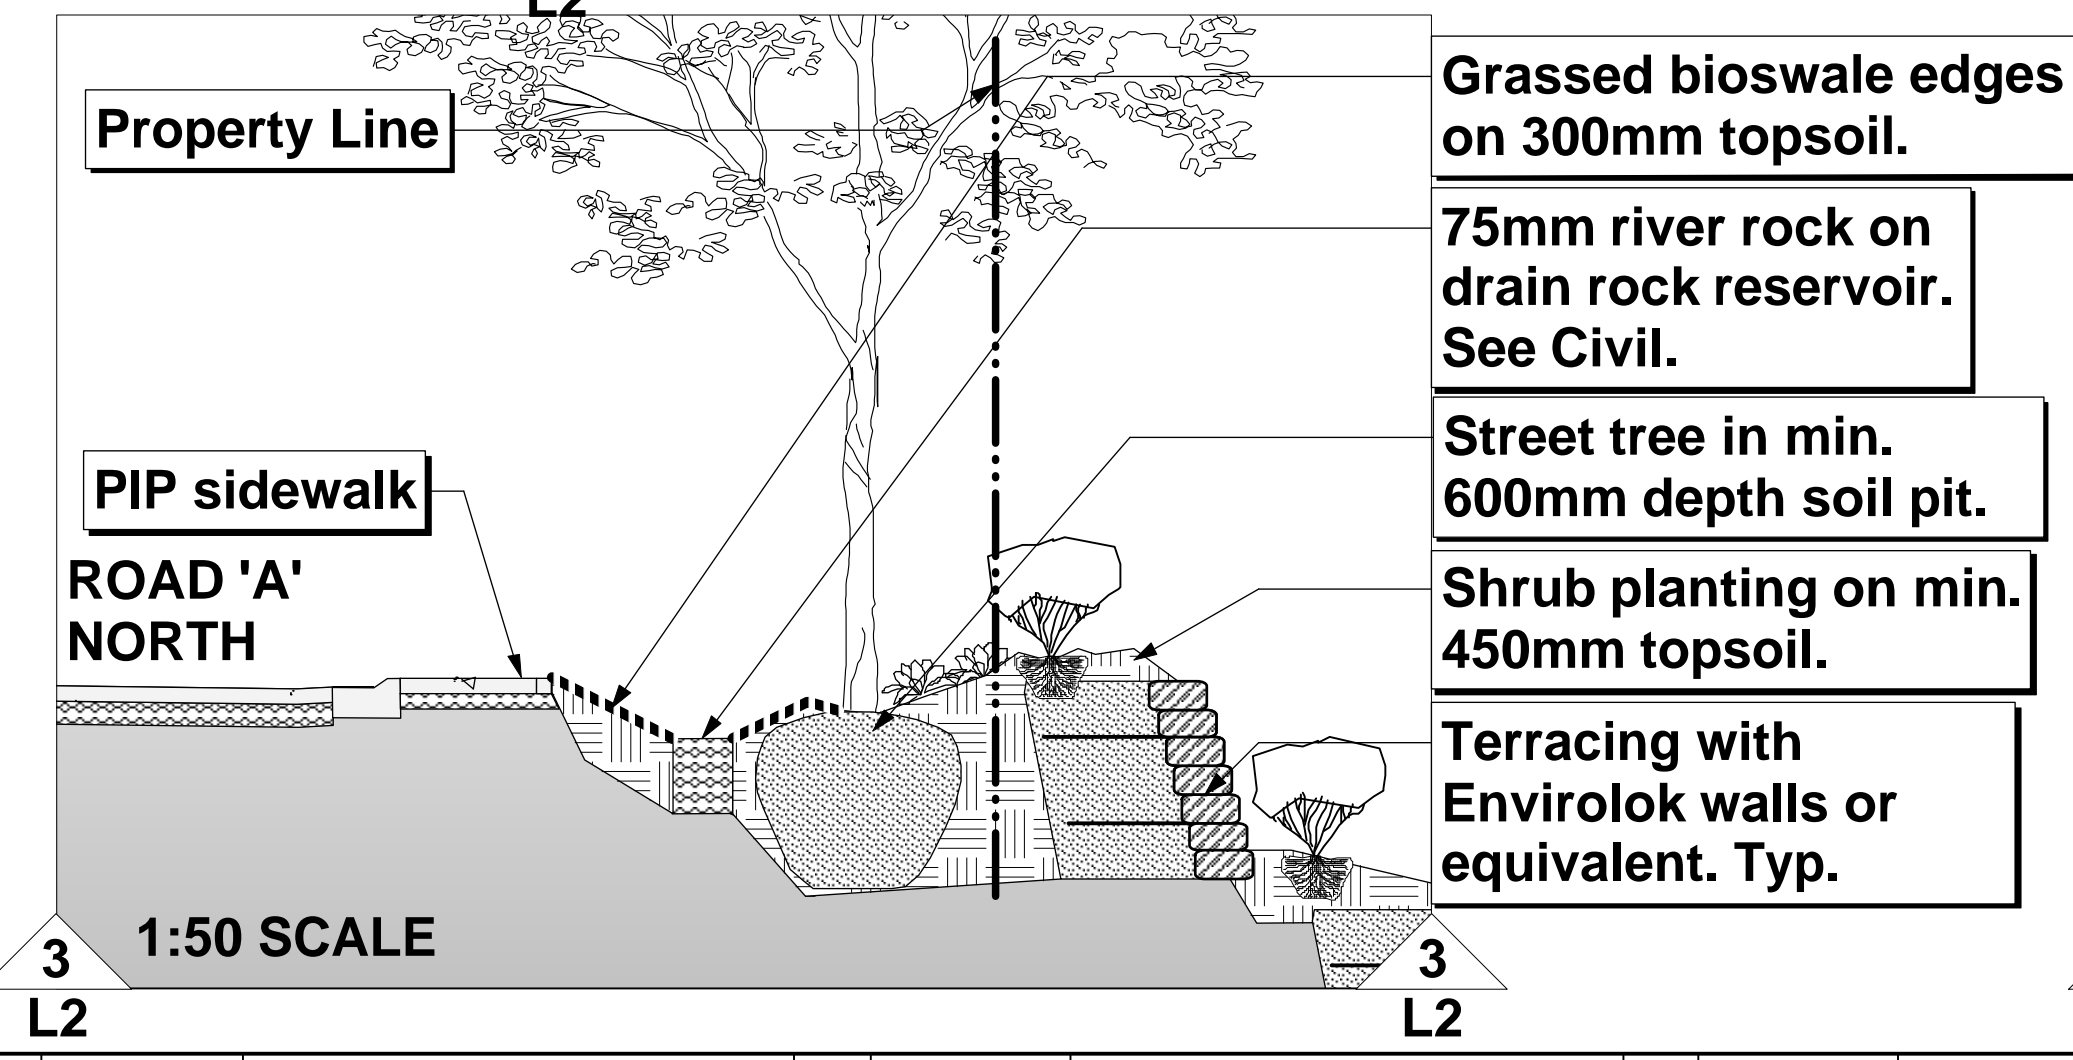 L2
Property Line
Grassed bioswale edges
on 300mm topsoil.
75mm river rock on
drain rock reservoir.
See Civil.
Street tree in min.
600mm depth soil pit.
PIP sidewalk
ROAD 'A'
NORTH
Shrub planting on min.
450mm topsoil.
Terracing with
Envirolok walls or
equivalent. Typ.
1:50 SCALE
3
L2
3
L2